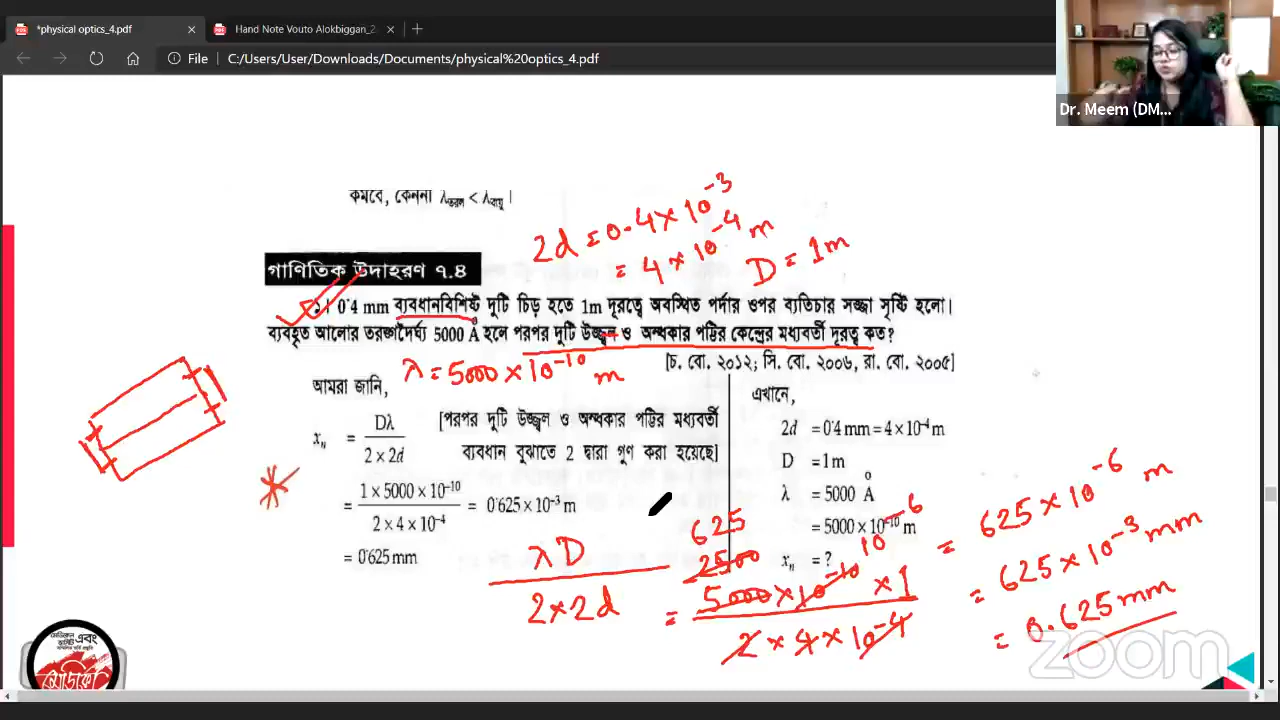 *physical optics_4.pdf
Hand Note Vouto Alokbiggan_2
File C:/Users/User/Downloads/Documents/physical%20optics_4.pdf
Dr. Meem (DM...
কমবে, কেননা λতরল < λবায়ু।
2d = 0.4 × 10⁻³
= 4 × 10⁻⁴ m
D = 1m
গাণিতিক উদাহরণ ৭.৪
১। 0·4 mm ব্যবধানবিশিষ্ট দুটি চিড় হতে 1m দূরত্বে অবস্থিত পর্দার ওপর ব্যতিচার সজ্জা সৃষ্টি হলো।
ব্যবহৃত আলোর তরঙ্গদৈর্ঘ্য 5000 Å হলে পরপর দুটি উজ্জ্বল ও অন্ধকার পট্টির কেন্দ্রের মধ্যবর্তী দূরত্ব কত?
[চ. বো. ২০১২; সি. বো. ২০০৬, রা. বো. ২০০৫]
λ = 5000 × 10⁻¹⁰ m
আমরা জানি,
xₙ = Dλ / 2 × 2d
[পরপর দুটি উজ্জ্বল ও অন্ধকার পট্টির মধ্যবর্তী
ব্যবধান বুঝাতে 2 দ্বারা গুণ করা হয়েছে]
= 1 × 5000 × 10⁻¹⁰ / 2 × 4 × 10⁻⁴ = 0·625 × 10⁻³ m
= 0·625 mm
এখানে,
2d = 0·4 mm = 4 × 10⁻⁴ m
D = 1m
λ = 5000 Å
= 5000 × 10⁻¹⁰ m
xₙ = ?
λD / 2×2d
625
2500
10⁻⁶
= 5000 × 10⁻¹⁰ × 1 / 2 × 4 × 10⁻⁴
= 625 × 10⁻⁶ m
= 625 × 10⁻³ mm
= 0.625 mm
zoom